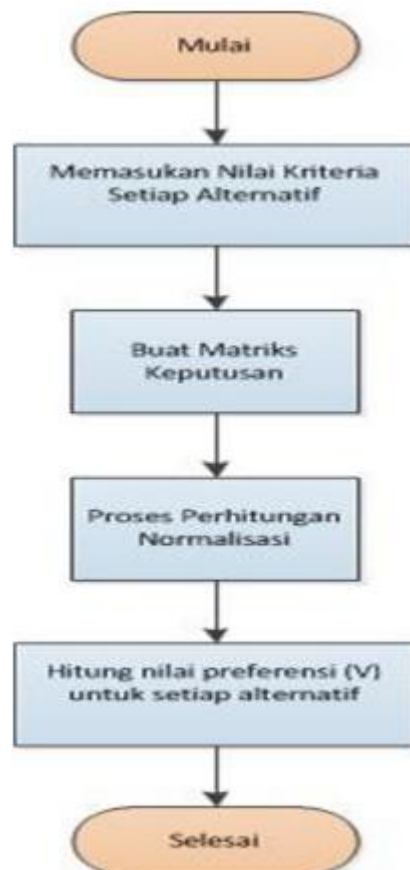 Mulai
Memasukan Nilai Kriteria
Setiap Alternatif
Buat Matriks
Keputusan
Proses Perhitungan
Normalisasi
Hitung nilai preferensi (V)
untuk setiap alternatif
Selesai